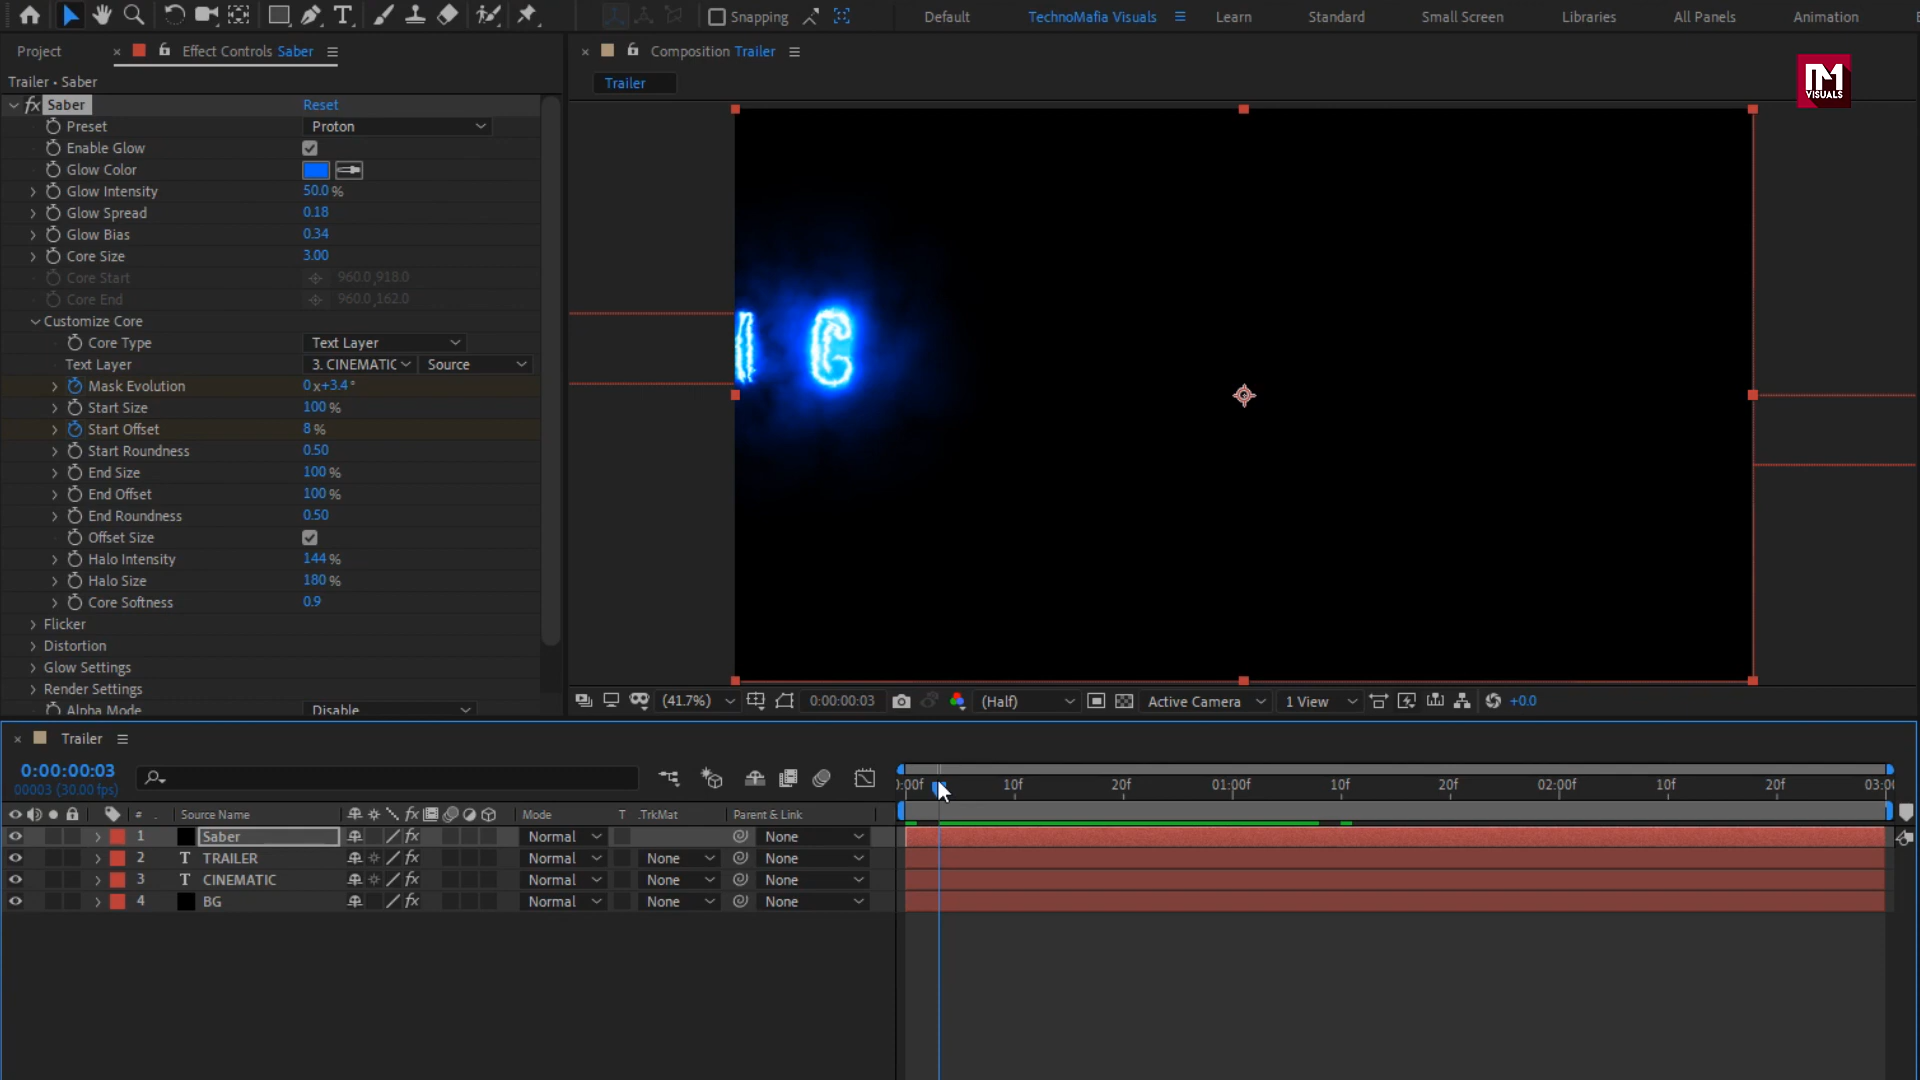 Snapping
Default
TechnoMafia Visuals
Learn
Standard
Small Screen
Libraries
All Panels
Animation
Project
Effect Controls Saber
Composition Trailer
Trailer • Saber
Trailer
VISUALS
fx Saber
Reset
Preset
Proton
Enable Glow
Glow Color
Glow Intensity
50.0 %
Glow Spread
0.18
Glow Bias
0.34
Core Size
3.00
Core Start
960.0,918.0
Core End
960.0,162.0
Customize Core
Core Type
Text Layer
Text Layer
3. CINEMATIC
Source
Mask Evolution
0x+3.4°
Start Size
100 %
Start Offset
8 %
Start Roundness
0.50
End Size
100 %
End Offset
100 %
End Roundness
0.50
Offset Size
Halo Intensity
144 %
Halo Size
180 %
Core Softness
0.9
Flicker
Distortion
Glow Settings
Render Settings
Alpha Mode
Disable
I C
(41.7%)
0:00:00:03
(Half)
Active Camera
1 View
+0.0
Trailer
0:00:00:03
00003 (30.00 fps)
:00f
10f
20f
01:00f
10f
20f
02:00f
10f
20f
03:00
#
Source Name
fx
Mode
T
.TrkMat
Parent & Link
1 Saber fx Normal None
2 T TRAILER fx Normal None None
3 T CINEMATIC fx Normal None None
4 BG fx Normal None None